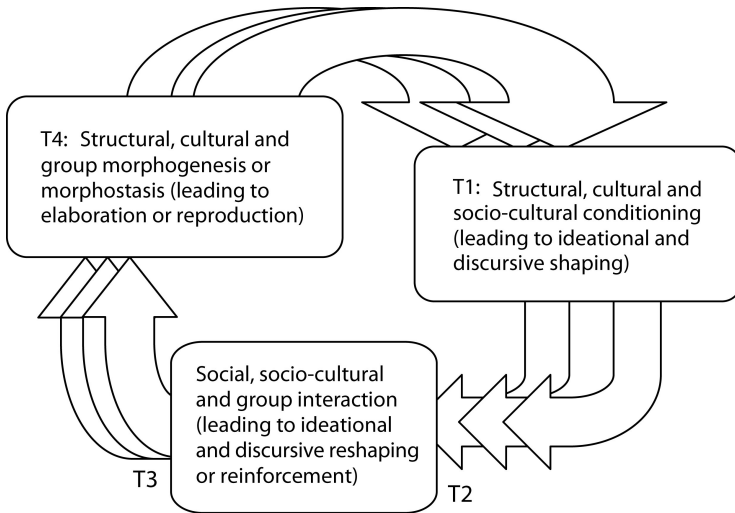 T4: Structural, cultural and
group morphogenesis or
morphostasis (leading to
elaboration or reproduction)
T1: Structural, cultural and
socio-cultural conditioning
(leading to ideational and
discursive shaping)
Social, socio-cultural
and group interaction
(leading to ideational
and discursive reshaping
or reinforcement)
T3
T2